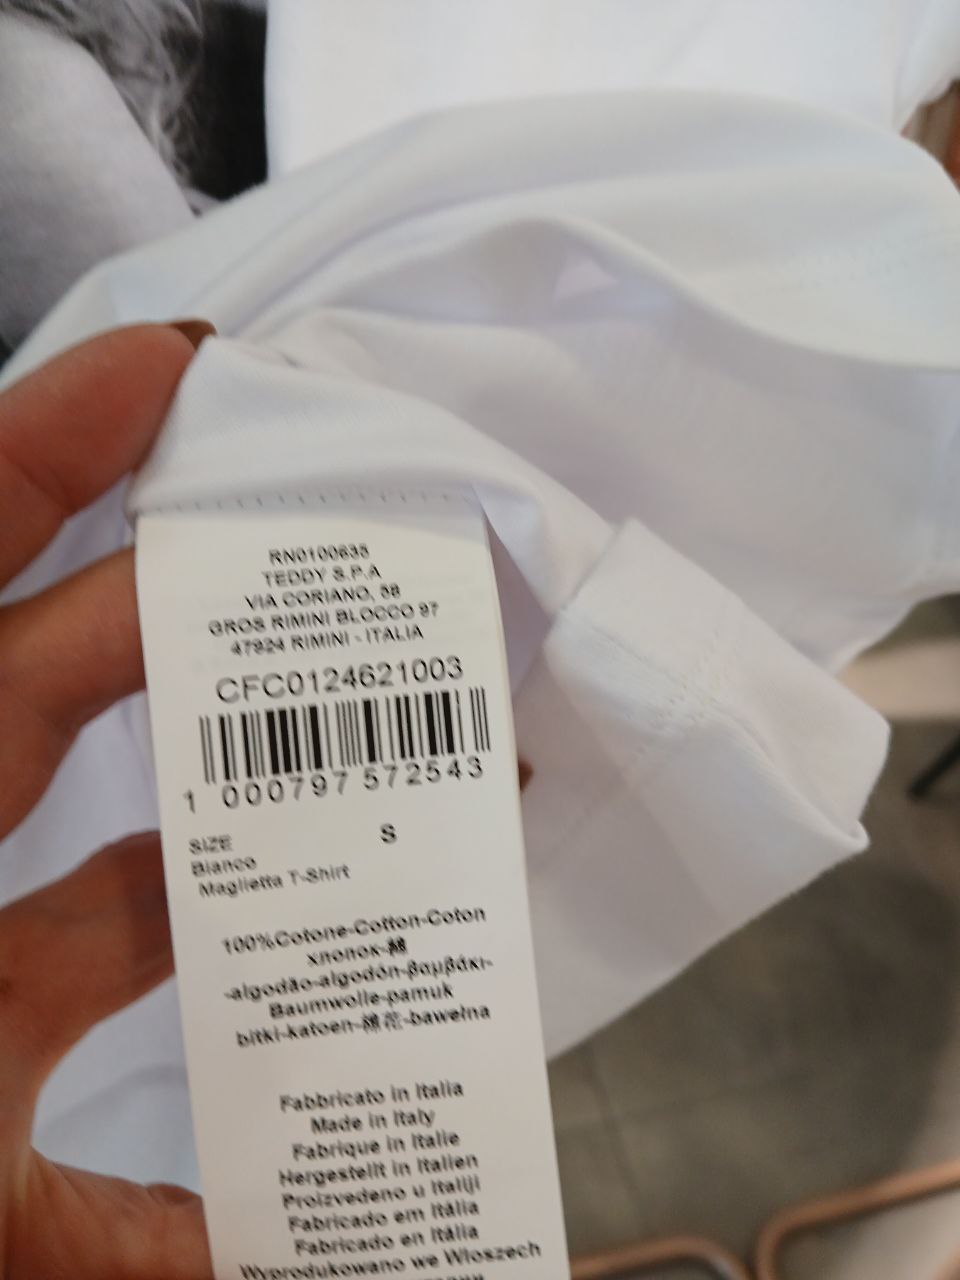 RN0100635
TEDDY S.P.A
VIA CORIANO, 58
GROS RIMINI BLOCCO 97
47924 RIMINI - ITALIA
CFC0124621003
1 000797 572543
SIZE S
Bianco
Maglietta T-Shirt
100%Cotone-Cotton-Coton
хлопок-綿
-algodão-algodón-βαμβάκι-
Baumwolle-pamuk
bitki-katoen-棉花-bawełna
Fabbricato in Italia
Made in Italy
Fabrique in Italie
Hergestellt in Italien
Proizvedeno u Italiji
Fabricado em Itália
Fabricado en Itália
Wyprodukowano we Włoszech